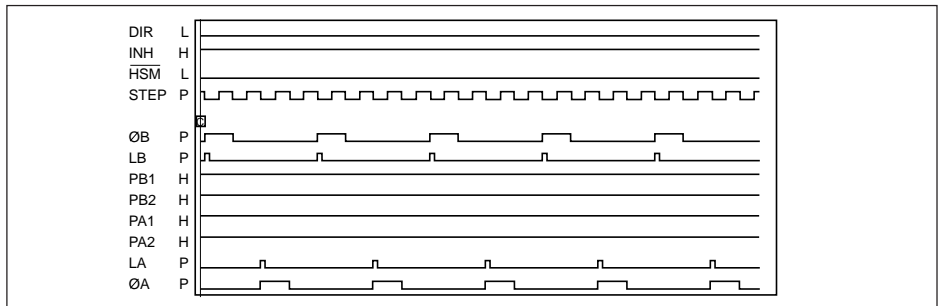 DIR L
INH H
HSM L
STEP P
ØB P
LB P
PB1 H
PB2 H
PA1 H
PA2 H
LA P
ØA P